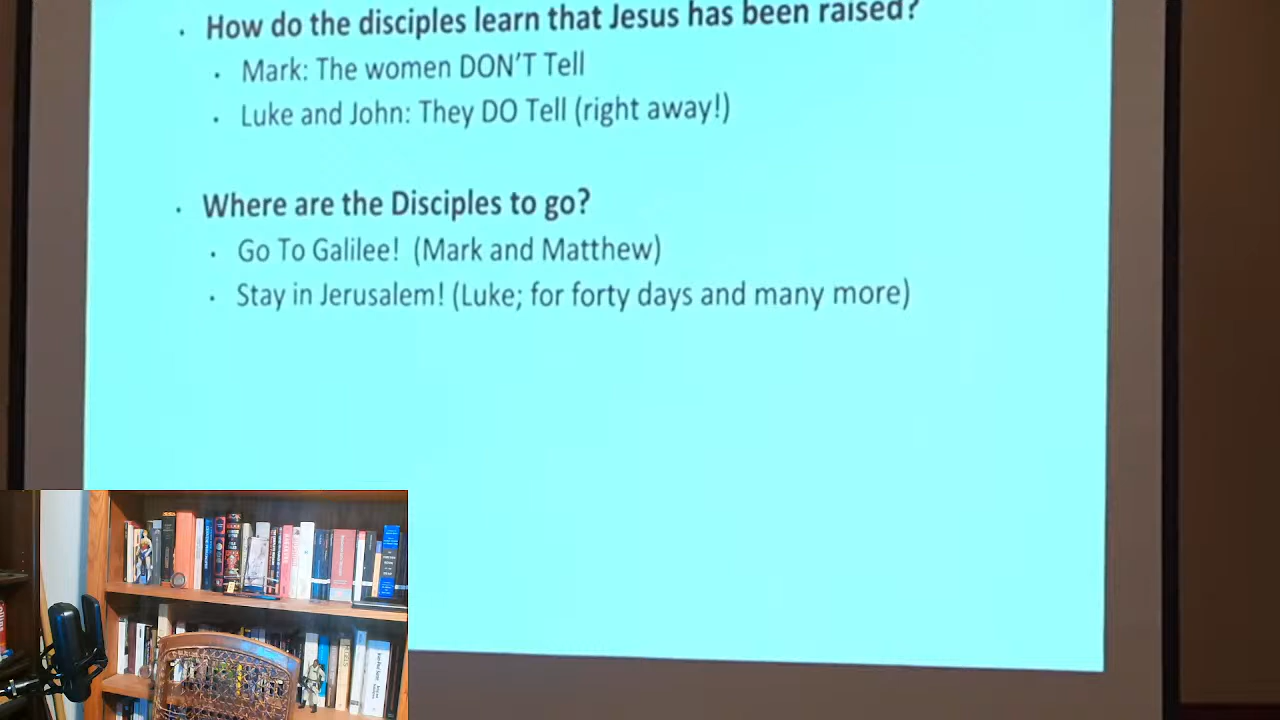 · How do the disciples learn that Jesus has been raised?
· Mark: The women DON'T Tell
· Luke and John: They DO Tell (right away!)
· Where are the Disciples to go?
· Go To Galilee! (Mark and Matthew)
· Stay in Jerusalem! (Luke; for forty days and many more)